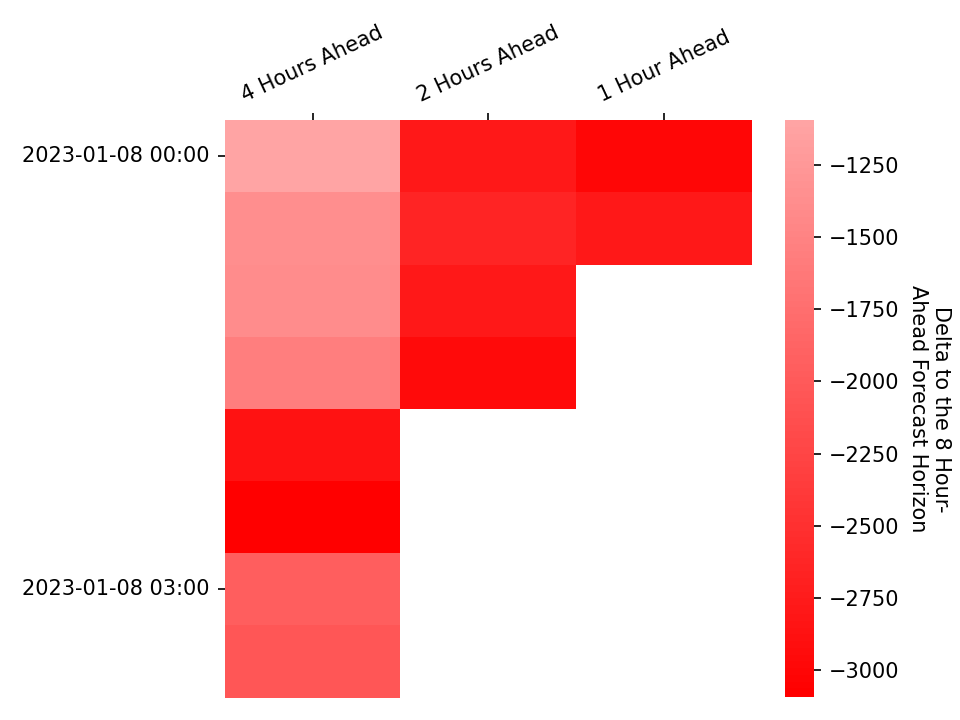 4 Hours Ahead
2 Hours Ahead
1 Hour Ahead
2023-01-08 00:00
2023-01-08 03:00
−1250
−1500
−1750
−2000
−2250
−2500
−2750
−3000
Delta to the 8 Hour-
Ahead Forecast Horizon